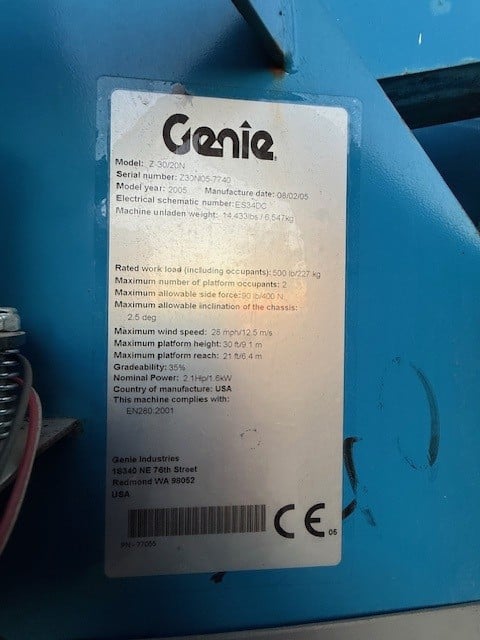 Genie
Model: Z-30/20N
Serial number: Z30N05-7740
Model year: 2005 Manufacture date: 08/02/05
Electrical schematic number: ES34DC
Machine unladen weight: 14,433lbs / 6,547kg
Rated work load (including occupants): 500 lb/227 kg
Maximum number of platform occupants: 2
Maximum allowable side force: 90 lb/400 N
Maximum allowable inclination of the chassis:
2.5 deg
Maximum wind speed: 28 mph/12.5 m/s
Maximum platform height: 30 ft/9.1 m
Maximum platform reach: 21 ft/6.4 m
Gradeability: 35%
Nominal Power: 2.1Hp/1.6kW
Country of manufacture: USA
This machine complies with:
EN280:2001
Genie Industries
18340 NE 76th Street
Redmond WA 98052
USA
CE 05
PN - 77055